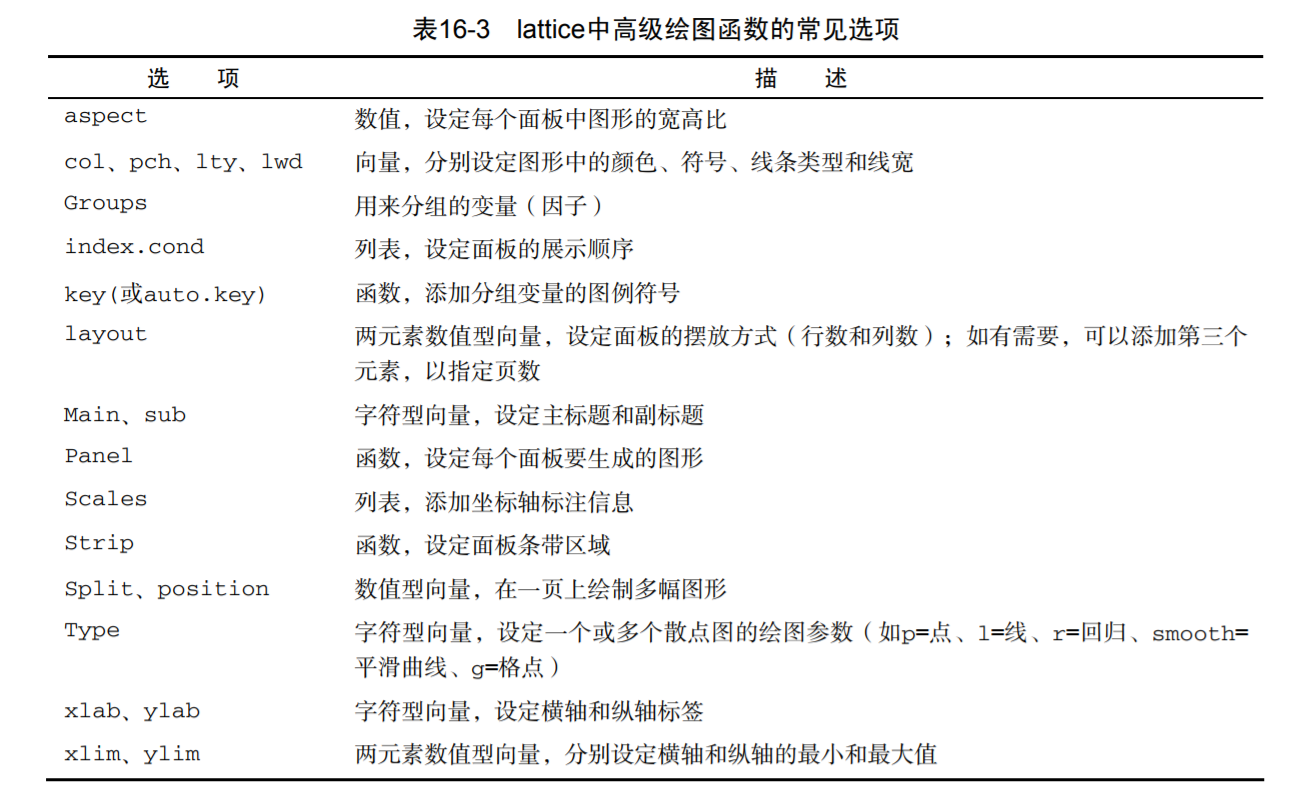 表16-3 lattice中高级绘图函数的常见选项
选 项 描 述
aspect 数值，设定每个面板中图形的宽高比
col、pch、lty、lwd 向量，分别设定图形中的颜色、符号、线条类型和线宽
Groups 用来分组的变量（因子）
index.cond 列表，设定面板的展示顺序
key(或auto.key) 函数，添加分组变量的图例符号
layout 两元素数值型向量，设定面板的摆放方式（行数和列数）；如有需要，可以添加第三个
元素，以指定页数
Main、sub 字符型向量，设定主标题和副标题
Panel 函数，设定每个面板要生成的图形
Scales 列表，添加坐标轴标注信息
Strip 函数，设定面板条带区域
Split、position 数值型向量，在一页上绘制多幅图形
Type 字符型向量，设定一个或多个散点图的绘图参数（如p=点、l=线、r=回归、smooth=
平滑曲线、g=格点）
xlab、ylab 字符型向量，设定横轴和纵轴标签
xlim、ylim 两元素数值型向量，分别设定横轴和纵轴的最小和最大值